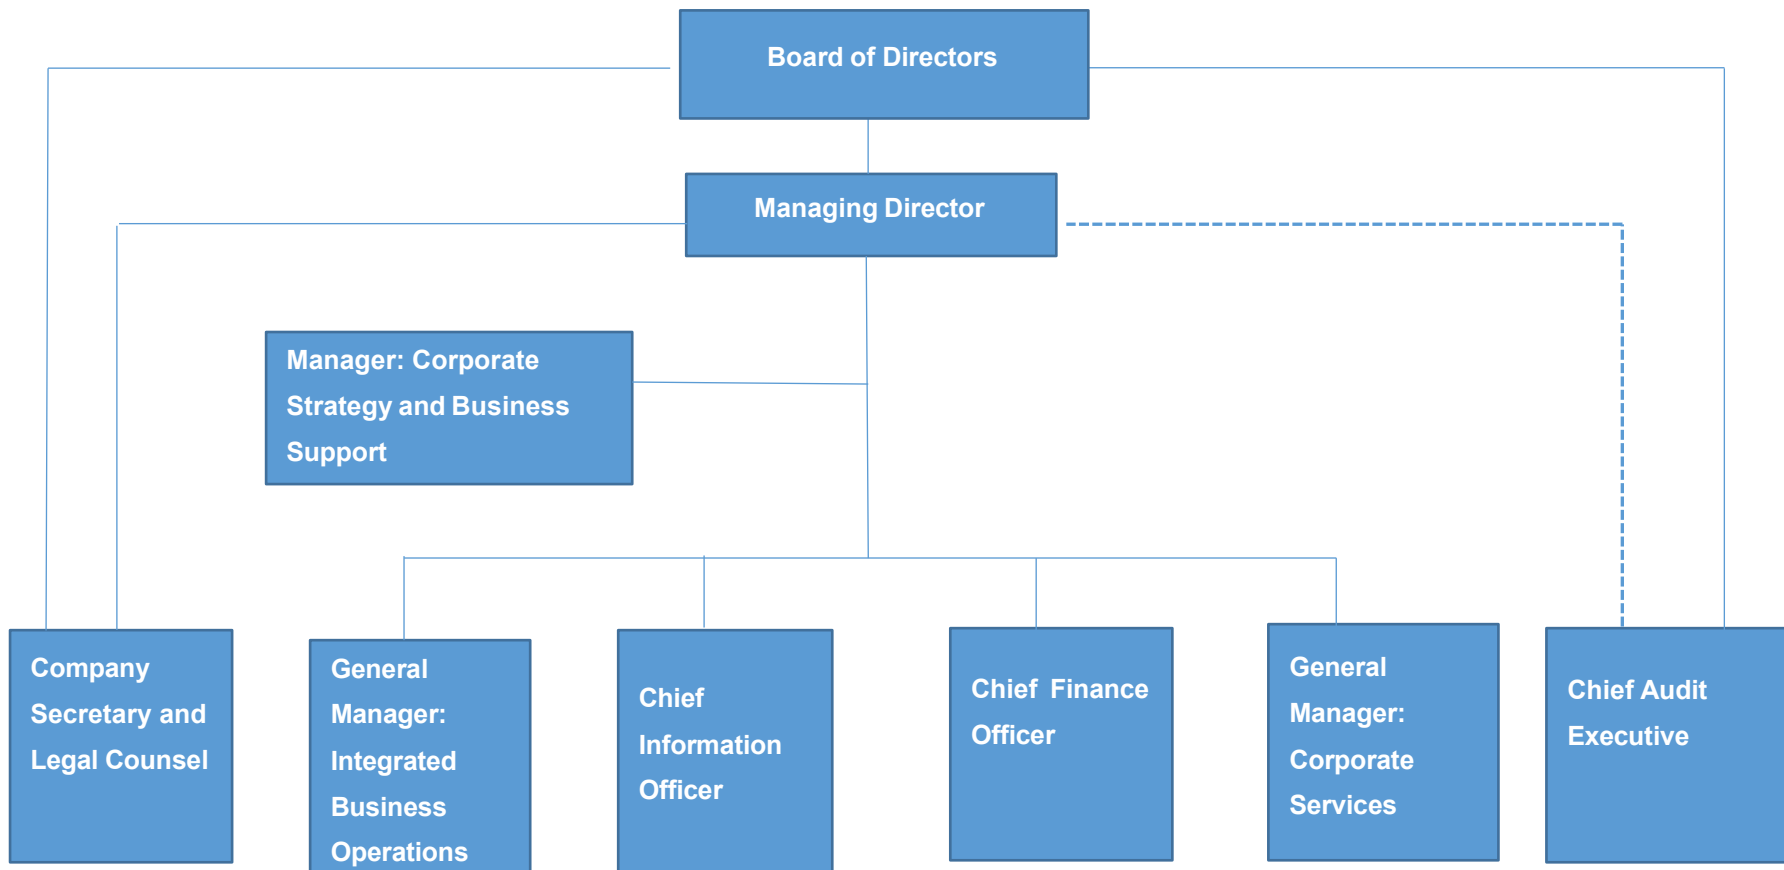 Board of Directors
Managing Director
Manager: Corporate
Strategy and Business
Support
Company
Secretary and
Legal Counsel
General
Manager:
Integrated
Business
Operations
Chief
Information
Officer
Chief Finance
Officer
General
Manager:
Corporate
Services
Chief Audit
Executive